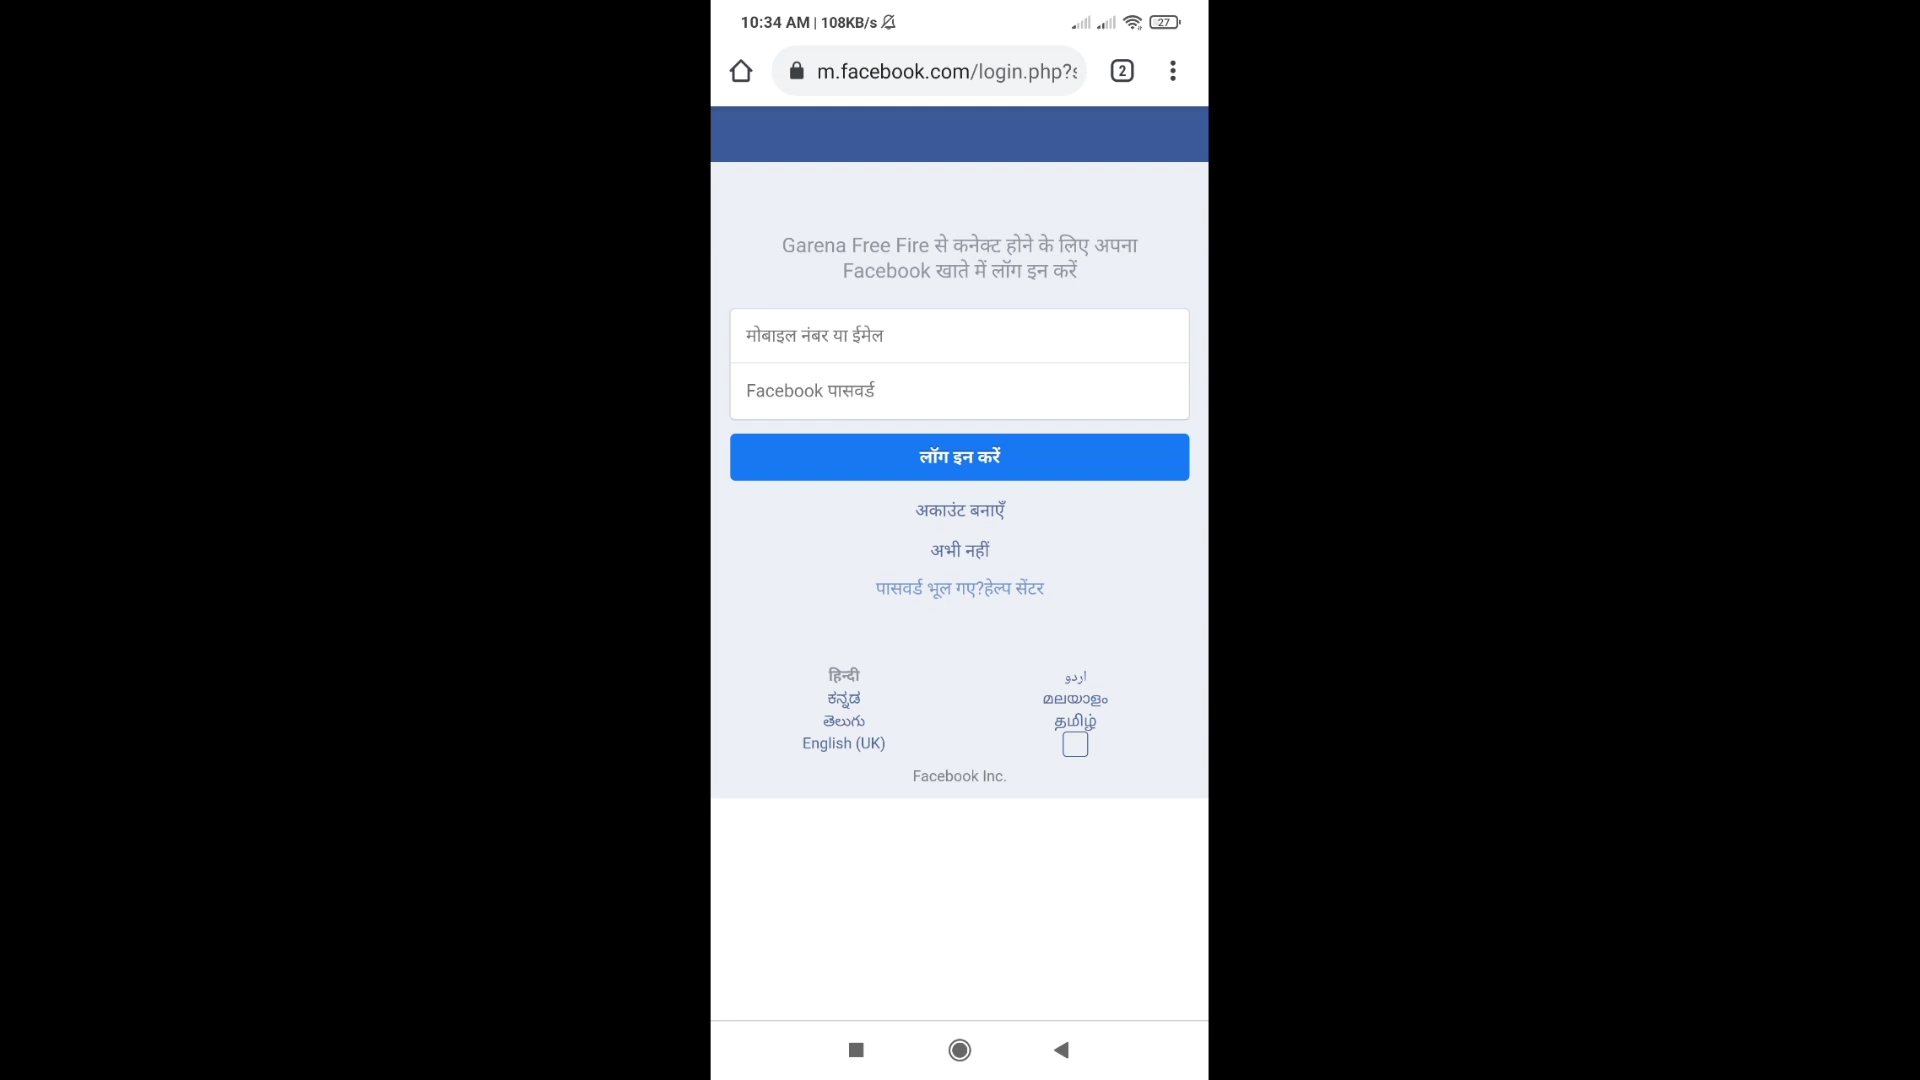 10:34 AM | 108KB/s
27
m.facebook.com/login.php?s
2
Garena Free Fire से कनेक्ट होने के लिए अपना
Facebook खाते में लॉग इन करें
मोबाइल नंबर या ईमेल
Facebook पासवर्ड
लॉग इन करें
अकाउंट बनाएँ
अभी नहीं
पासवर्ड भूल गए?हेल्प सेंटर
हिन्दी
اردو
ಕನ್ನಡ
മലയാളം
తెలుగు
தமிழ்
English (UK)
Facebook Inc.